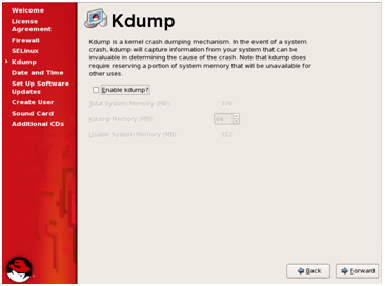 Welcome
License
Agreement:
Firewall
SELinux
Kdump
Date and Time
Set Up Software
Updates
Create User
Sound Card
Additional CDs
Kdump
Kdump is a kernel crash dumping mechanism. In the event of a system
crash, kdump will capture information from your system that can be
invaluable in determining the cause of the crash. Note that kdump does
require reserving a portion of system memory that will be unavailable for
other uses.
Enable kdump?
Total System Memory (MB): 376
Kdump Memory (MB): 64
Usable System Memory (MB): 312
Back
Forward